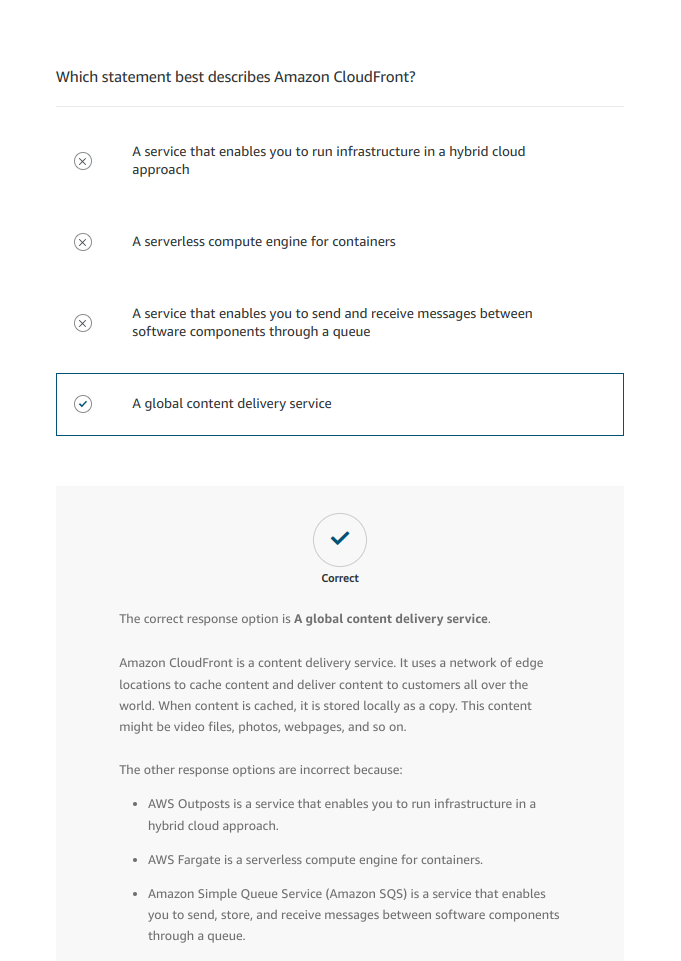 Which statement best describes Amazon CloudFront?
A service that enables you to run infrastructure in a hybrid cloud
approach
A serverless compute engine for containers
A service that enables you to send and receive messages between
software components through a queue
A global content delivery service
Correct
The correct response option is A global content delivery service.
Amazon CloudFront is a content delivery service. It uses a network of edge
locations to cache content and deliver content to customers all over the
world. When content is cached, it is stored locally as a copy. This content
might be video files, photos, webpages, and so on.
The other response options are incorrect because:
• AWS Outposts is a service that enables you to run infrastructure in a
hybrid cloud approach.
• AWS Fargate is a serverless compute engine for containers.
• Amazon Simple Queue Service (Amazon SQS) is a service that enables
you to send, store, and receive messages between software components
through a queue.